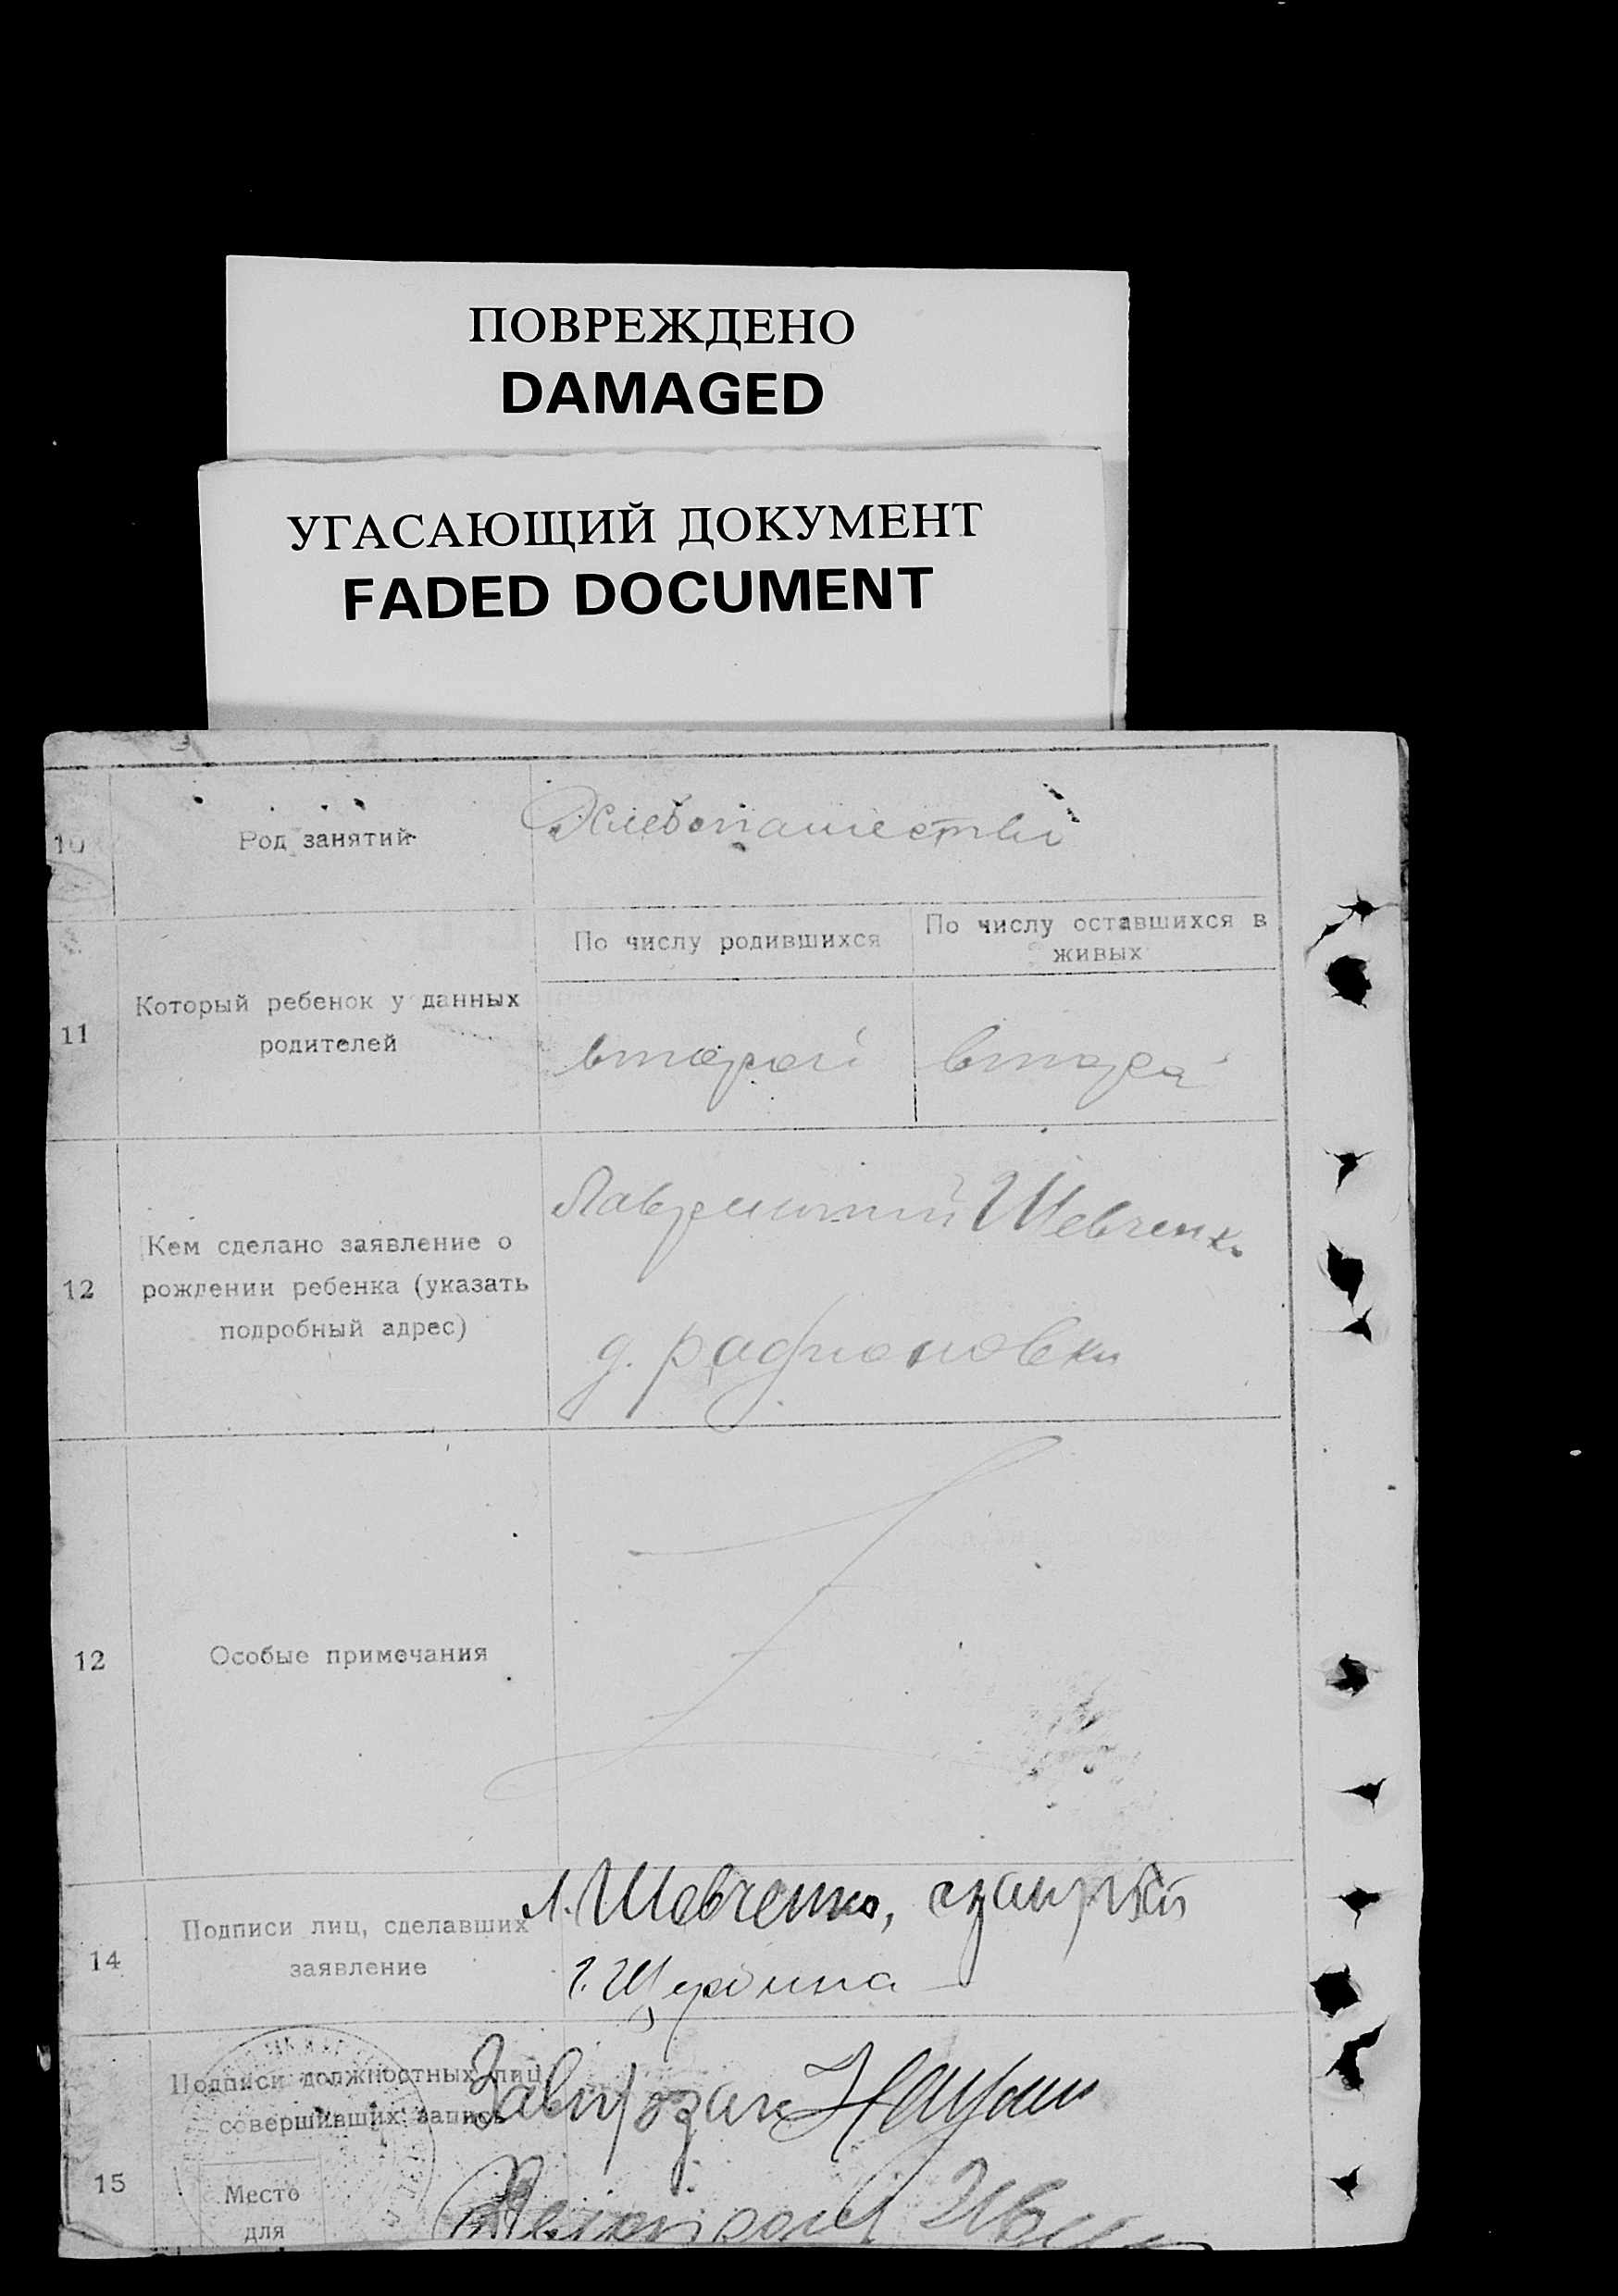 ПОВРЕЖДЕНО
DAMAGED
УГАСАЮЩИЙ ДОКУМЕНТ
FADED DOCUMENT
10
Род занятий
Хлебопашество
По числу родившихся
По числу оставшихся в
живых
11
Который ребенок у данных
родителей
второй
второй
12
Кем сделано заявление о
рождении ребенка (указать
подробный адрес)
Лаврентий Шевченко
д.
12
Особые примечания
14
Подписи лиц, сделавших
заявление
Л. Шевченко,
15
Подписи должностных лиц
совершивших запись
Место
для